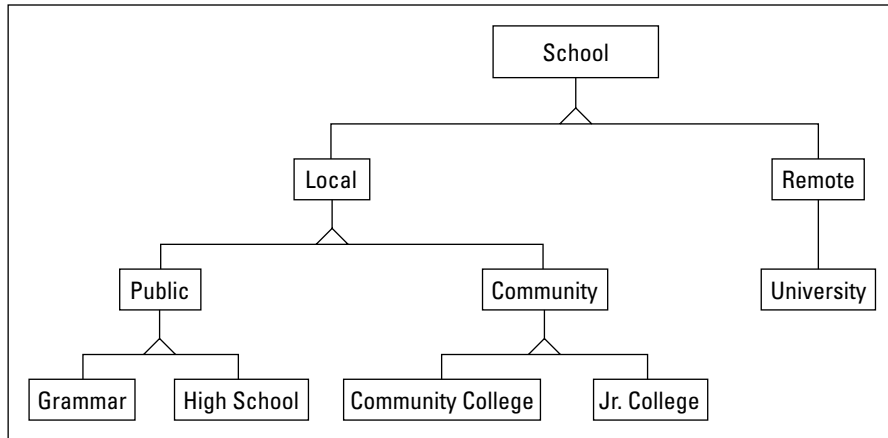 School
Local
Remote
Public
Community
University
Grammar
High School
Community College
Jr. College